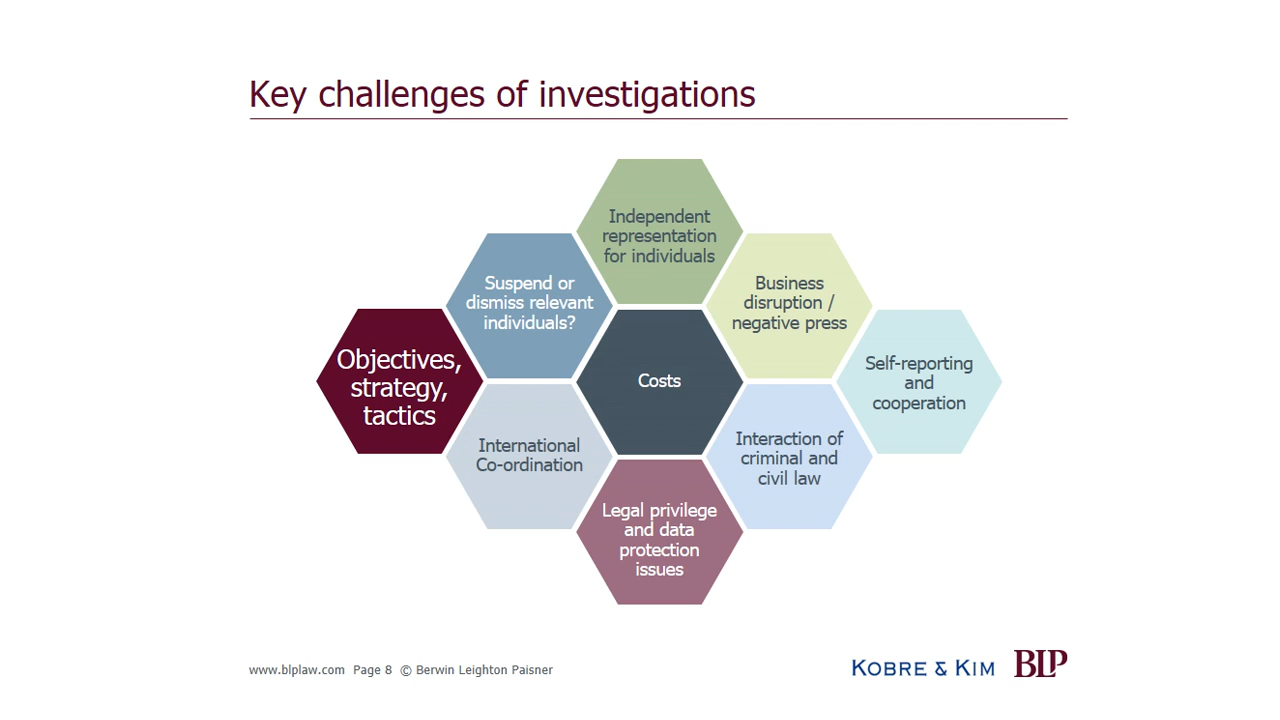 Key challenges of investigations
Independent
representation
for individuals
Suspend or
dismiss relevant
individuals?
Business
disruption /
negative press
Objectives,
strategy,
tactics
Costs
Self-reporting
and
cooperation
International
Co-ordination
Interaction of
criminal and
civil law
Legal privilege
and data
protection
issues
www.blplaw.com Page 8 © Berwin Leighton Paisner
KOBRE & KIM
BLP